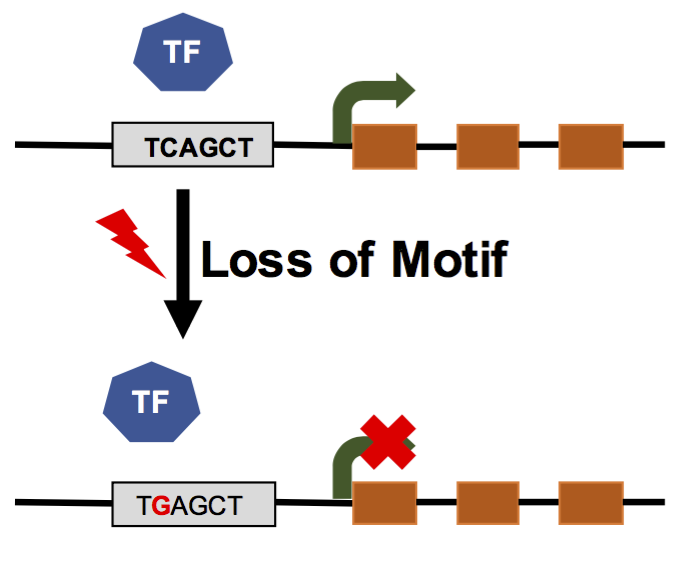 TF
TCAGCT
Loss of Motif
TF
TGAGCT